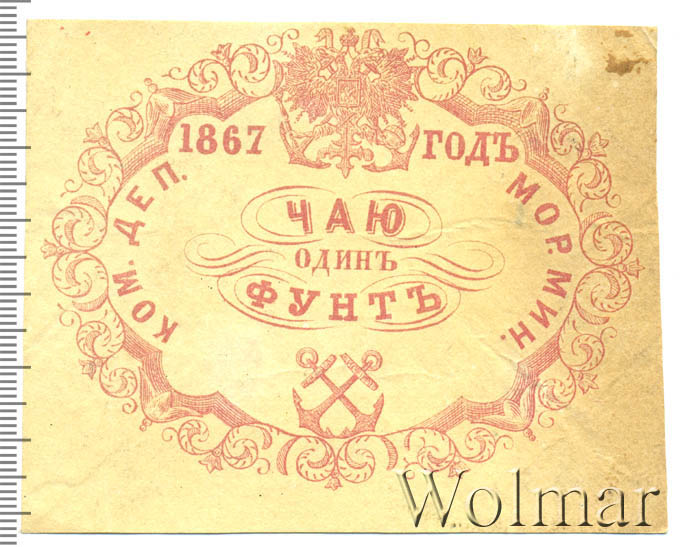 1867 ГОДЪ
КОМ. ДЕП. МОР. МИН.
ЧАЮ
ОДИНЪ
ФУНТЪ
Wolmar